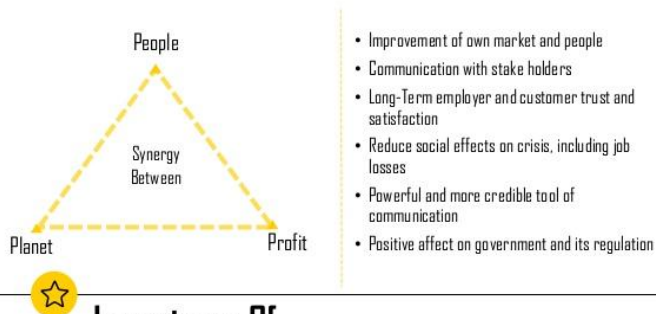 People
Synergy
Between
Planet
Profit
• Improvement of own market and people
• Communication with stake holders
• Long-Term employer and customer trust and
satisfaction
• Reduce social effects on crisis, including job
losses
• Powerful and more credible tool of
communication
• Positive affect on government and its regulation